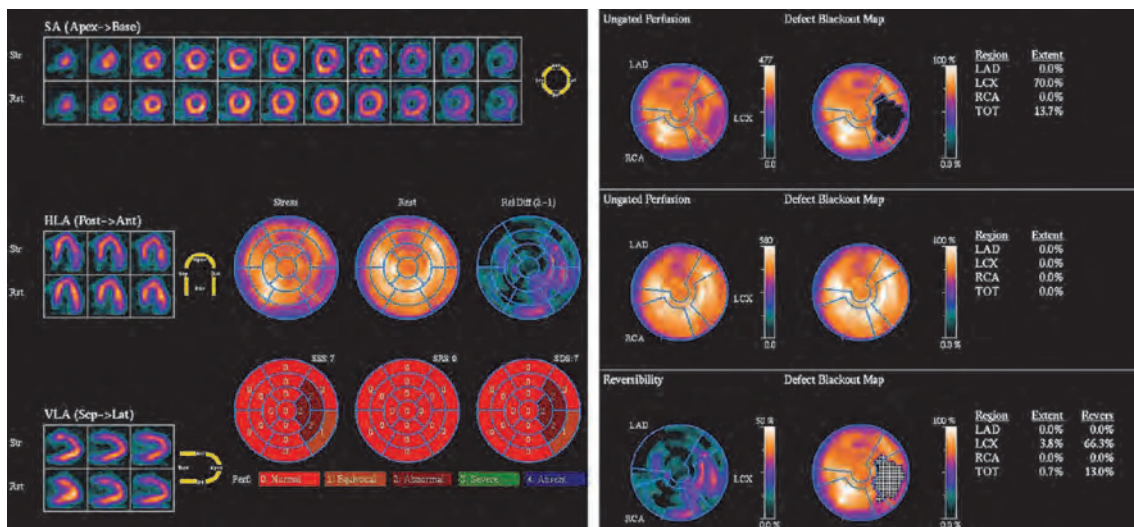 SA (Apex->Base)
Str
Rst
HLA (Post->Ant)
Str
Rst
Stress
Rest
Rel Diff (2-1)
SSS:7
SRS:0
SDS:7
VLA (Sep->Lat)
Str
Rst
Perf:
0: Normal
1: Equivocal
2: Abnormal
3: Severe
4: Absent
Ungated Perfusion
Defect Blackout Map
LAD
LCX
RCA
477
0.0
100 %
0.0 %
Region Extent
LAD 0.0%
LCX 70.0%
RCA 0.0%
TOT 13.7%
Ungated Perfusion
Defect Blackout Map
LAD
LCX
RCA
580
0.0
100%
0.0 %
Region Extent
LAD 0.0%
LCX 0.0%
RCA 0.0%
TOT 0.0%
Reversibility
Defect Blackout Map
LAD
LCX
RCA
50 %
0.0 %
100%
0.0 %
Region Extent Revers
LAD 0.0% 0.0%
LCX 3.8% 66.3%
RCA 0.0% 0.0%
TOT 0.7% 13.0%